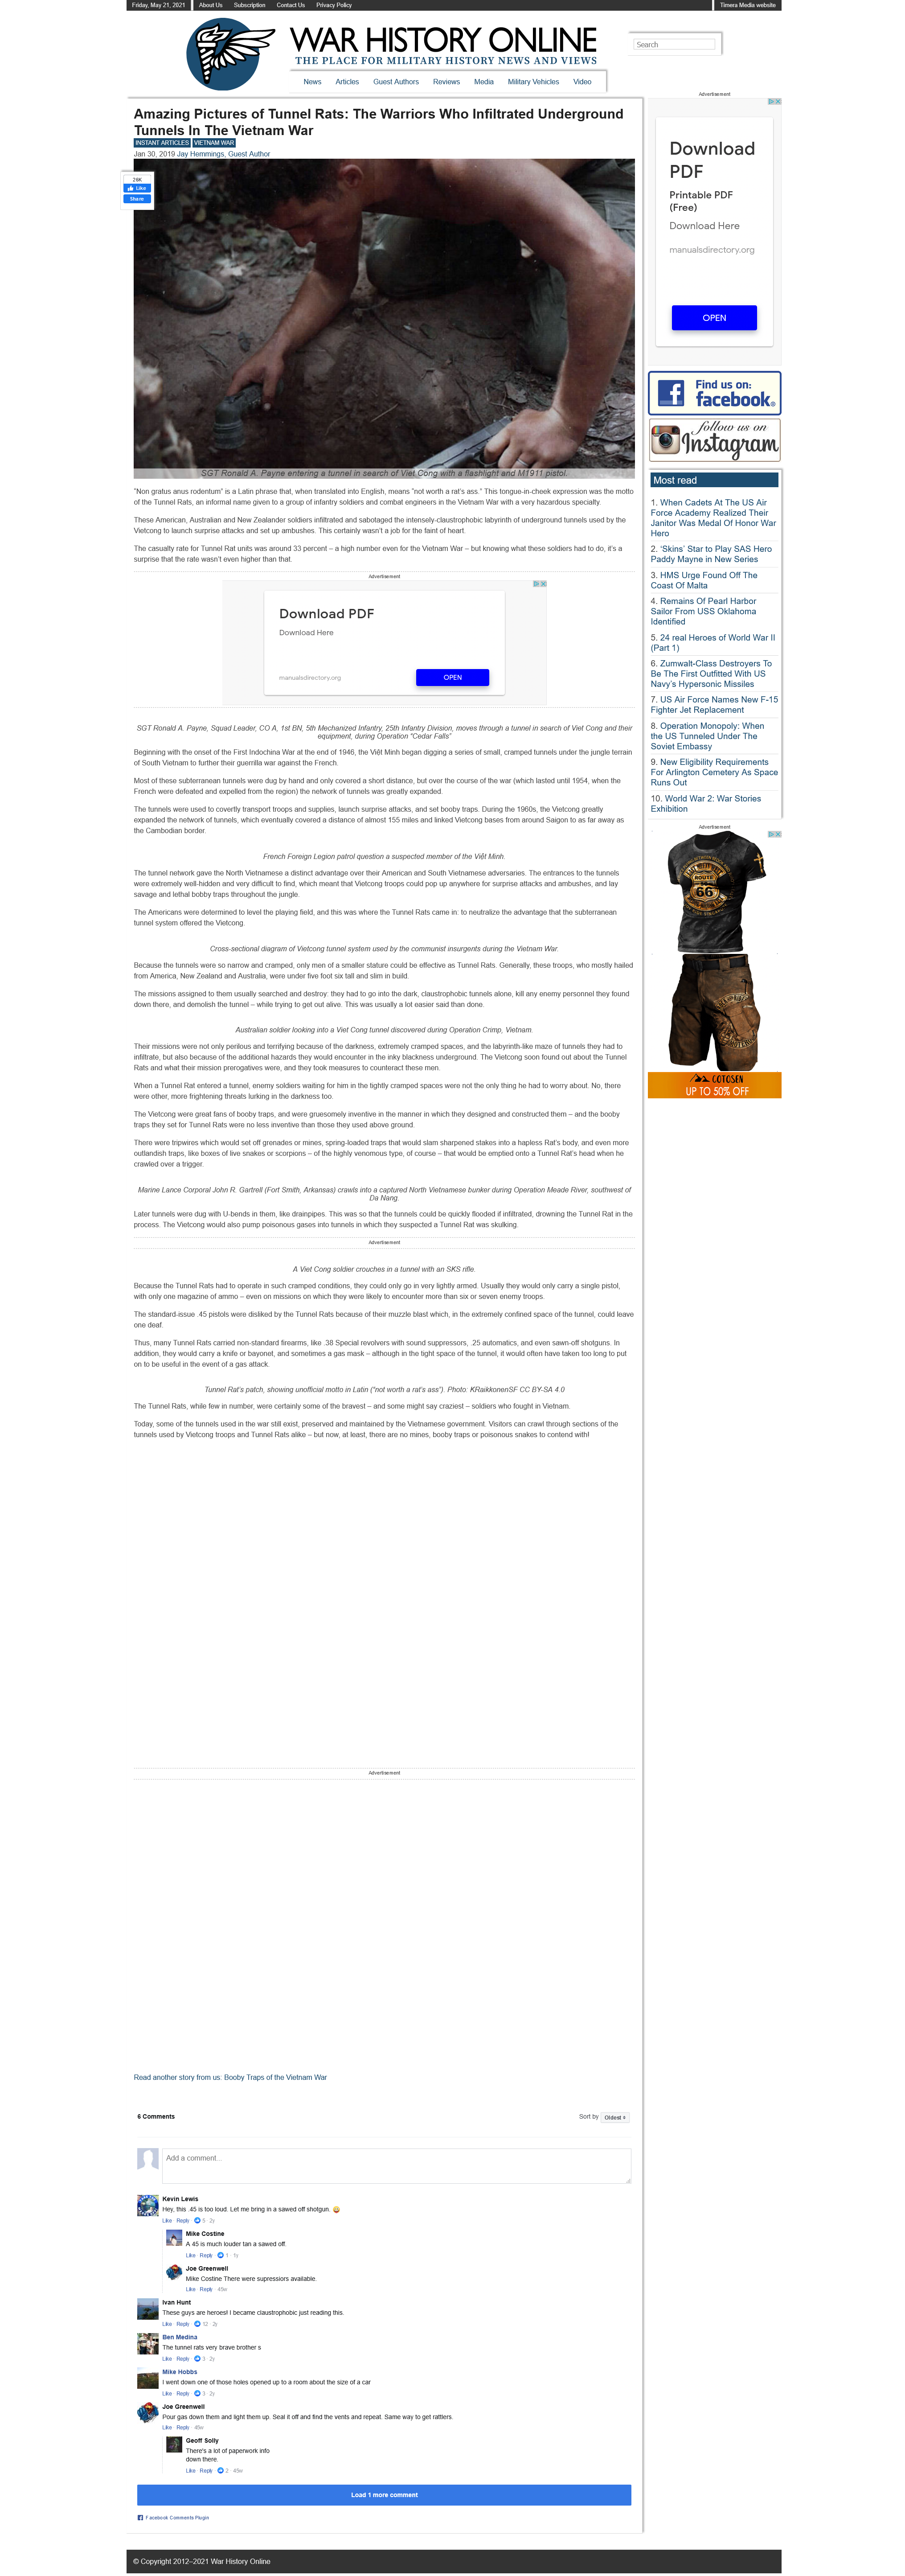 Friday, May 21, 2021
About Us
Subscription
Contact Us
Privacy Policy
Timera Media website
WAR HISTORY ONLINE
THE PLACE FOR MILITARY HISTORY NEWS AND VIEWS
Search
News
Articles
Guest Authors
Reviews
Media
Military Vehicles
Video
Amazing Pictures of Tunnel Rats: The Warriors Who Infiltrated Underground
Tunnels In The Vietnam War
INSTANT ARTICLES VIETNAM WAR
Jan 30, 2019 Jay Hemmings, Guest Author
26K
Like
Share
SGT Ronald A. Payne entering a tunnel in search of Viet Cong with a flashlight and M1911 pistol.
“Non gratus anus rodentum” is a Latin phrase that, when translated into English, means “not worth a rat’s ass.” This tongue-in-cheek expression was the motto
of the Tunnel Rats, an informal designation given to a group of infantry soldiers and combat engineers in the Vietnam War with a very hazardous specialty.
These American, Australian and New Zealander soldiers infiltrated and sabotaged the intensely-claustrophobic labyrinth of underground tunnels used by the
Vietcong to launch surprise attacks and set up ambushes. This certainly wasn’t a job for the faint of heart.
The casualty rate for Tunnel Rat units was around 33 percent – a high number even for the Vietnam War – but knowing what these soldiers had to do, it’s a
surprise that the rate wasn’t even higher than that.
Advertisement
Download PDF
Download Here
manualsdirectory.org
OPEN
SGT Ronald A. Payne, Squad Leader, CO A, 1st BN, 5th Mechanized Infantry, 25th Infantry Division, moves through a tunnel in search of Viet Cong and their
equipment, during Operation “Cedar Falls”
Beginning with the onset of the First Indochina War at the end of 1946, the Việt Minh began digging a series of small, cramped tunnels under the jungle terrain
of South Vietnam to further their guerrilla war against the French.
Most of these subterranean tunnels were dug by hand and only covered a short distance, but over the course of the war (which lasted until 1954, when the
French were defeated and expelled from the region) the network of tunnels was greatly expanded.
The tunnels were used to covertly transport troops and supplies, launch surprise attacks, and set booby traps. During the 1960s, the Vietcong greatly
expanded the network of tunnels, which eventually covered a distance of almost 155 miles and linked Vietcong bases from around Saigon to as far away as
the Cambodian border.
French Foreign Legion patrol question a suspected member of the Việt Minh.
The tunnel network gave the North Vietnamese a distinct advantage over their American and South Vietnamese adversaries. The entrances to the tunnels
were extremely well-hidden and very difficult to find, which meant that Vietcong troops could pop up anywhere for surprise attacks and ambushes, and lay
savage and lethal booby traps throughout the jungle.
The Americans were determined to level the playing field, and this was where the Tunnel Rats came in: to neutralize the advantage that the subterranean
tunnel system offered the Vietcong.
Cross-sectional diagram of Vietcong tunnel system used by the communist insurgents during the Vietnam War.
Because the tunnels were so narrow and cramped, only men of a smaller stature could be effective as Tunnel Rats. Generally, these troops, who mostly hailed
from America, New Zealand and Australia, were under five foot six tall and slim in build.
The missions assigned to them usually searched and destroy: they had to go into the dark, claustrophobic tunnels alone, kill any enemy personnel they found
down there, and demolish the tunnel – while trying to get out alive. This was usually a lot easier said than done.
Australian soldier looking into a Viet Cong tunnel discovered during Operation Crimp, Vietnam.
Their missions were not only perilous and terrifying because of the darkness, extremely cramped spaces, and the labyrinth-like maze of tunnels they had to
infiltrate, but also because of the additional hazards they would encounter in the inky blackness underground. The Vietcong soon found out about the Tunnel
Rats and what their mission prerogatives were, and they took measures to counteract these men.
When a Tunnel Rat entered a tunnel, enemy soldiers waiting for him in the tightly cramped spaces were not the only thing he had to worry about. No, there
were other, more frightening threats lurking in the darkness too.
The Vietcong were great fans of booby traps, and were gruesomely inventive in the manner in which they designed and constructed them – and the booby
traps they set for Tunnel Rats were no less inventive than those they used above ground.
There were tripwires which would set off grenades or mines, spring-loaded traps that would slam sharpened stakes into a hapless Rat’s body, and even more
outlandish traps, like boxes of live snakes or scorpions – of the highly venomous type, of course – that would be emptied onto a Tunnel Rat’s head when he
crawled over a trigger.
Marine Lance Corporal John R. Gartrell (Fort Smith, Arkansas) crawls into a captured North Vietnamese bunker during Operation Meade River, southwest of
Da Nang.
Later tunnels were dug with U-bends in them, like drainpipes. This was so that the tunnels could be quickly flooded if infiltrated, drowning the Tunnel Rat in the
process. The Vietcong would also pump poisonous gases into tunnels in which they suspected a Tunnel Rat was skulking.
Advertisement
A Viet Cong soldier crouches in a tunnel with an SKS rifle.
Because the Tunnel Rats had to operate in such cramped conditions, they could only go in very lightly armed. Usually they would only carry a single pistol,
with only one magazine of ammo – even on missions on which they were likely to encounter more than six or seven enemy troops.
The standard-issue .45 pistols were disliked by the Tunnel Rats because of their muzzle blast which, in the extremely confined space of the tunnel, could leave
one deaf.
Thus, many Tunnel Rats carried non-standard firearms, like .38 Special revolvers with sound suppressors, .25 automatics, and even sawn-off shotguns. In
addition, they would carry a knife or bayonet, and sometimes a gas mask – although in the tight space of the tunnel, it would often have taken too long to put
on to be useful in the event of a gas attack.
Tunnel Rat’s patch, showing unofficial motto in Latin (“not worth a rat’s ass”). Photo: KRaikkonenSF CC BY-SA 4.0
The Tunnel Rats, while few in number, were certainly some of the bravest – and some might say craziest – soldiers who fought in Vietnam.
Today, some of the tunnels used in the war still exist, preserved and maintained by the Vietnamese government. Visitors can crawl through sections of the
tunnels used by Vietcong troops and Tunnel Rats alike – but now, at least, there are no mines, booby traps or poisonous snakes to contend with!
Advertisement
Read another story from us: Booby Traps of the Vietnam War
6 Comments
Sort by Oldest
Add a comment...
Kevin Lewis
Hey, this .45 is too loud. Let me bring in a sawed off shotgun.
Like · Reply · 5 · 2y
Mike Costine
A 45 is much louder tan a sawed off.
Like · Reply · 1 · 1y
Joe Greenwell
Mike Costine There were supressiors available.
Like · Reply · 49w
Ivan Hunt
These guys are heroes!! I became claustrophobic just reading this.
Like · Reply · 12 · 2y
Ben Medina
The tunnel rats very brave brother s
Like · Reply · 3 · 2y
Mike Hobbs
I went down one of those holes opened up to a room about the size of a car
Like · Reply · 3 · 2y
Joe Greenwell
Pour gas down them and light them up. Seal it off and find the vents and repeat. Same way to get rattlers.
Like · Reply · 49w
Geoff Solly
There's a lot of paperwork info
down there.
Like · Reply · 2 · 45w
Load 1 more comment
Facebook Comments Plugin
Advertisement
Download
PDF
Printable PDF
(Free)
Download Here
manualsdirectory.org
OPEN
Find us on:
facebook®
follow us on
Instagram
Most read
1. When Cadets At The US Air
Force Academy Realized Their
Janitor Was Medal Of Honor War
Hero
2. ‘Skins’ Star to Play SAS Hero
Paddy Mayne in New Series
3. HMS Urge Found Off The
Coast Of Malta
4. Remains Of Pearl Harbor
Sailor From USS Oklahoma
Identified
5. 24 real Heroes of World War II
(Part 1)
6. Zumwalt-Class Destroyers To
Be The First Outfitted With US
Navy’s Hypersonic Missiles
7. US Air Force Names New F-15
Fighter Jet Replacement
8. Operation Monopoly: When
the US Tunneled Under The
Soviet Embassy
9. New Eligibility Requirements
For Arlington Cemetery As Space
Runs Out
10. World War 2: War Stories
Exhibition
Advertisement
ROUTE
66
COTOSEN
UP TO 50% OFF
© Copyright 2012–2021 War History Online